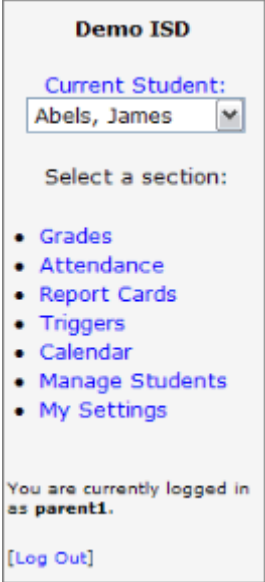 Demo ISD
Current Student:
Abels, James
Select a section:
Grades
Attendance
Report Cards
Triggers
Calendar
Manage Students
My Settings
You are currently logged in
as parent1.
[Log Out]